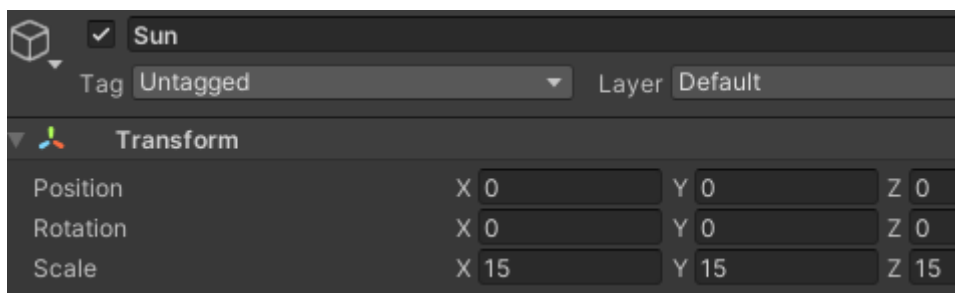 Sun
Tag Untagged Layer Default
Transform
Position X 0 Y 0 Z 0
Rotation X 0 Y 0 Z 0
Scale X 15 Y 15 Z 15